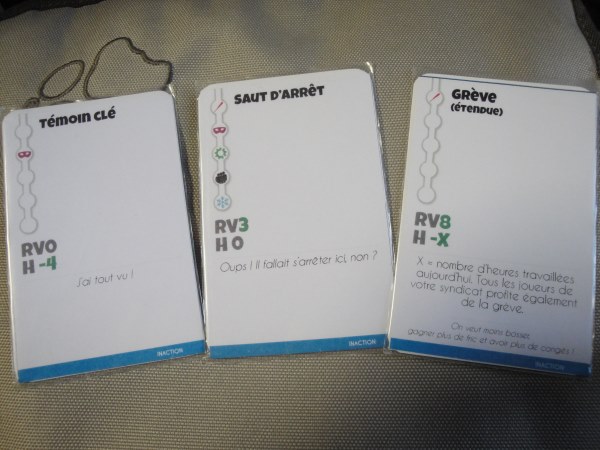 Témoin clé
RV0
H -4
J'ai tout vu !
INACTION
Saut d'arrêt
RV3
H 0
Oups ! Il fallait s'arrêter ici, non ?
INACTION
Grève
(étendue)
RV8
H -X
X = nombre d'heures travaillées
aujourd'hui. Tous les joueurs de
votre syndicat profite également
de la grève.
On veut moins bosser,
gagner plus de fric et avoir plus de congés !
INACTION